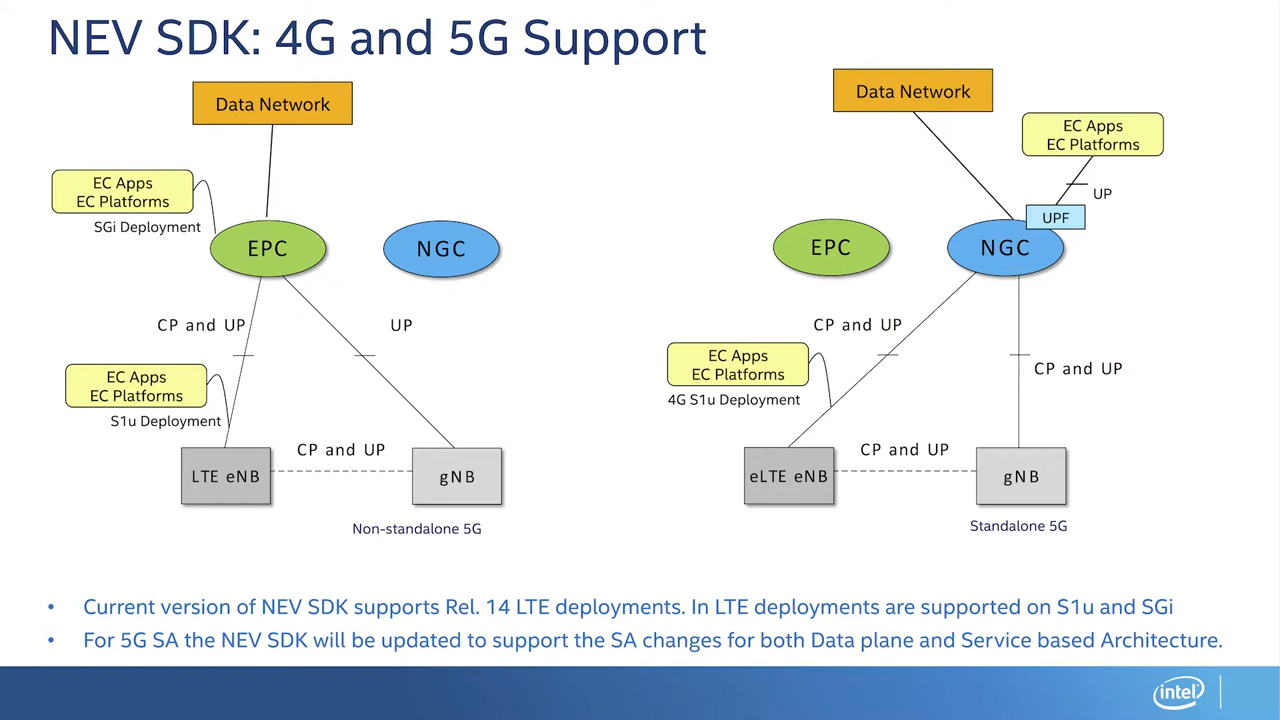 NEV SDK: 4G and 5G Support
Data Network
EC Apps
EC Platforms
SGi Deployment
EPC
NGC
CP and UP
UP
EC Apps
EC Platforms
S1u Deployment
CP and UP
LTE eNB
gNB
Non-standalone 5G
Data Network
EC Apps
EC Platforms
UP
UPF
EPC
NGC
CP and UP
EC Apps
EC Platforms
4G S1u Deployment
CP and UP
CP and UP
eLTE eNB
gNB
Standalone 5G
• Current version of NEV SDK supports Rel. 14 LTE deployments. In LTE deployments are supported on S1u and SGi
• For 5G SA the NEV SDK will be updated to support the SA changes for both Data plane and Service based Architecture.
intel